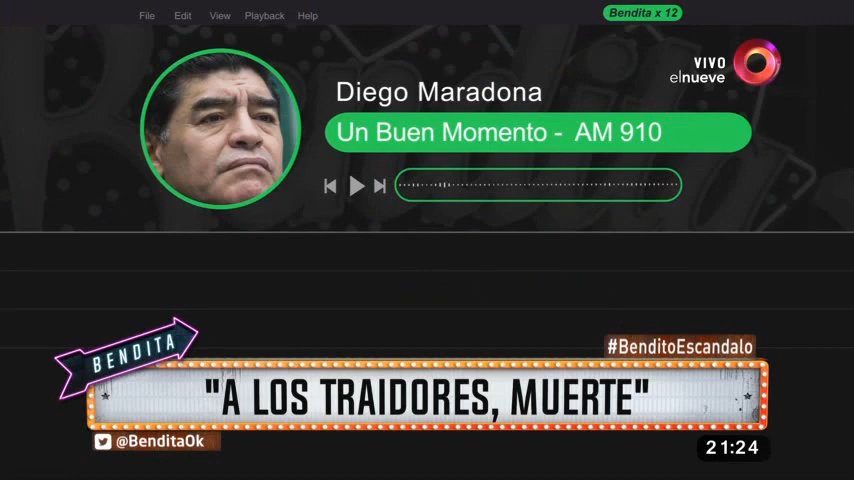 File Edit View Playback Help
Bendita x 12
VIVO
elnueve
Diego Maradona
Un Buen Momento - AM 910
BENDITA
#BenditoEscandalo
"A LOS TRAIDORES, MUERTE"
@BenditaOk
21:24